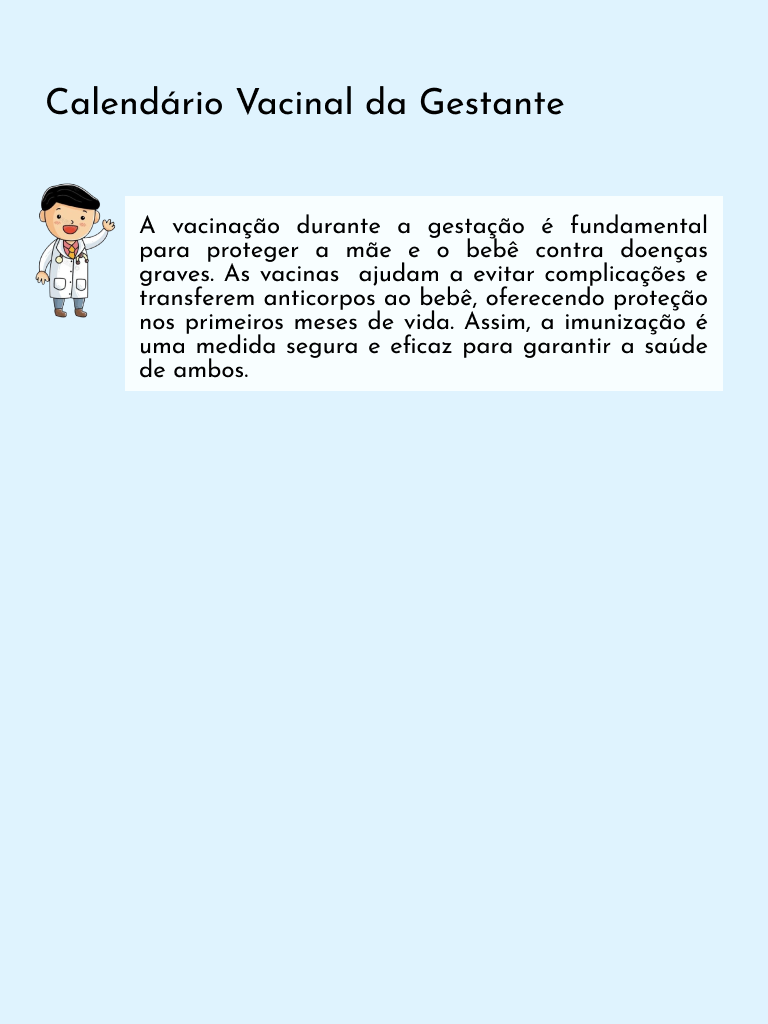 Calendário Vacinal da Gestante
A vacinação durante a gestação é fundamental
para proteger a mãe e o bebê contra doenças
graves. As vacinas  ajudam a evitar complicações e
transferem anticorpos ao bebê, oferecendo proteção
nos primeiros meses de vida. Assim, a imunização é
uma medida segura e eficaz para garantir a saúde
de ambos.